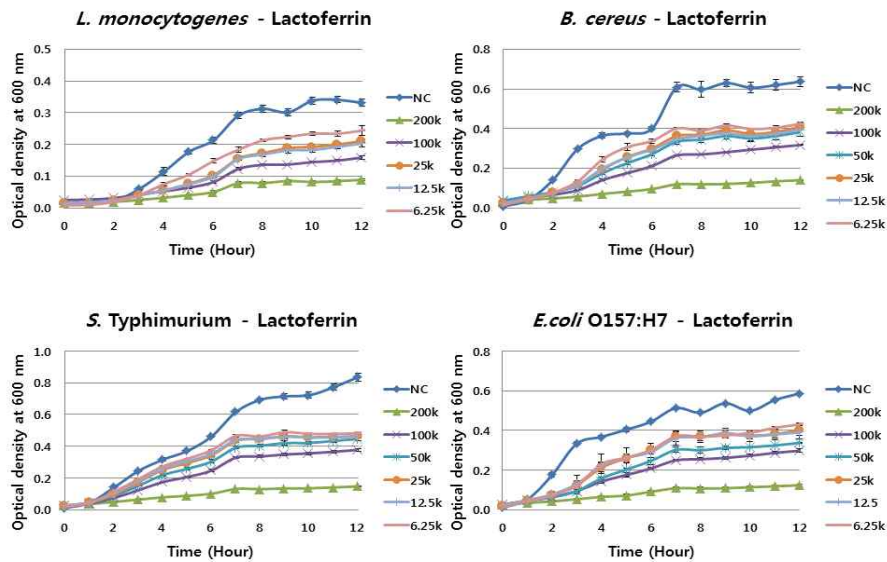 L. monocytogenes - Lactoferrin
Optical density at 600 nm
0.5
0.4
0.3
0.2
0.1
0.0
0 2 4 6 8 10 12
Time (Hour)
NC
200k
100k
25k
12.5k
6.25k
B. cereus - Lactoferrin
Optical density at 600 nm
0.8
0.6
0.4
0.2
0.0
0 2 4 6 8 10 12
Time (Hour)
NC
200k
100k
50k
25k
12.5k
6.25k
S. Typhimurium - Lactoferrin
Optical density at 600 nm
1.0
0.8
0.6
0.4
0.2
0.0
0 2 4 6 8 10 12
Time (Hour)
NC
200k
100k
50k
25k
12.5k
6.25k
E.coli O157:H7 - Lactoferrin
Optical density at 600 nm
0.8
0.6
0.4
0.2
0.0
0 2 4 6 8 10 12
Time (Hour)
NC
200k
100k
50k
25k
12.5
6.25k